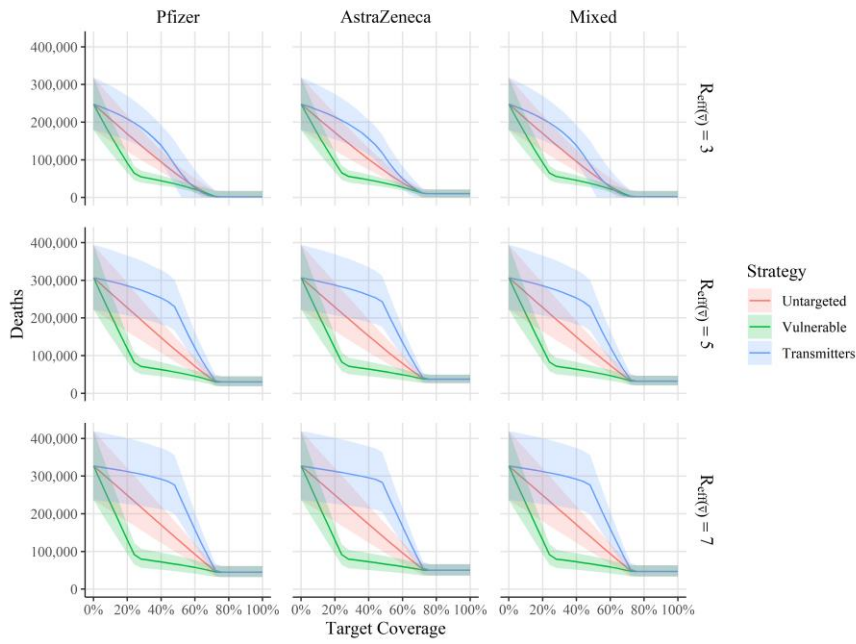 Pfizer AstraZeneca Mixed
400,000
300,000
200,000
100,000
0
Reff(v̄) = 3
400,000
300,000
200,000
100,000
0
Reff(v̄) = 5
400,000
300,000
200,000
100,000
0
Reff(v̄) = 7
Deaths
0% 20% 40% 60% 80% 100% 0% 20% 40% 60% 80% 100% 0% 20% 40% 60% 80% 100%
Target Coverage
Strategy
Untargeted
Vulnerable
Transmitters